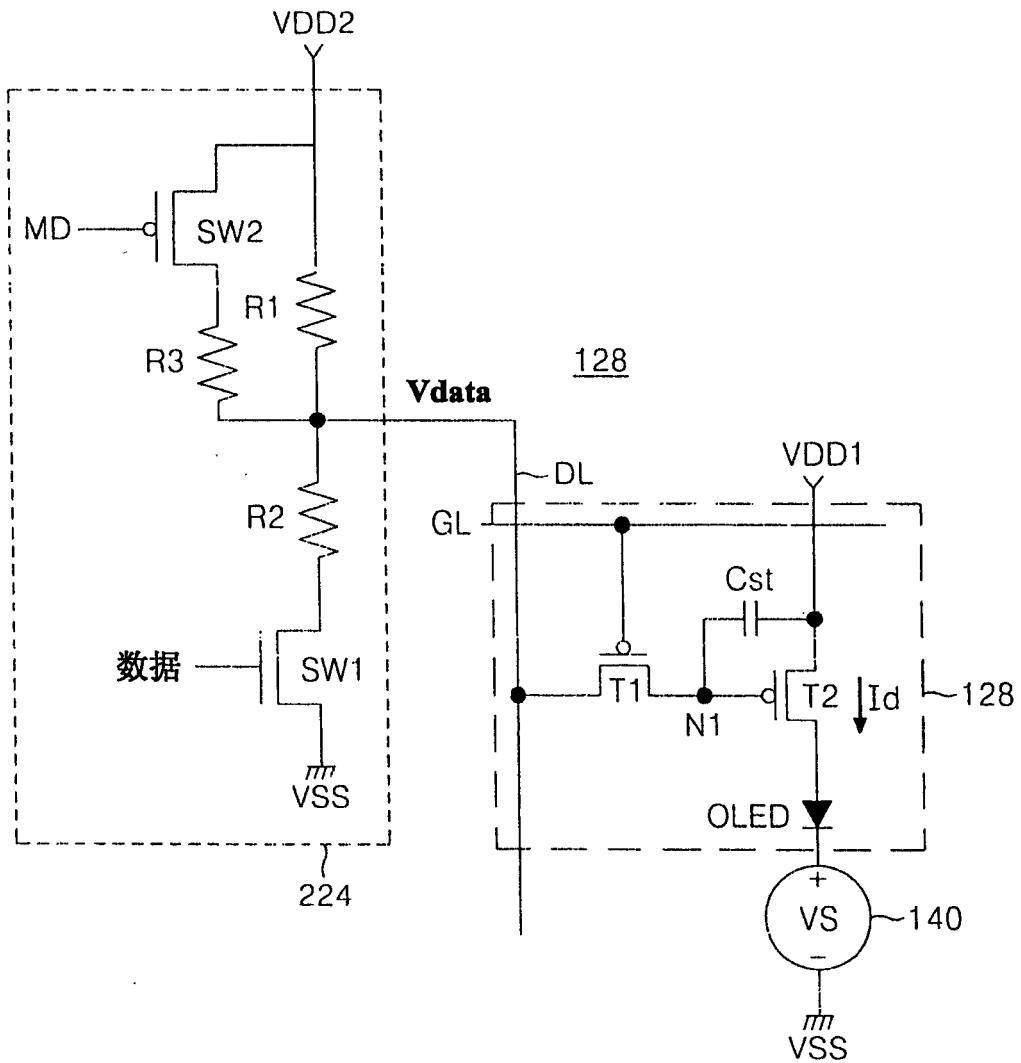 VDD2
MD
SW2
R1
R3
Vdata
128
DL
VDD1
R2
GL
Cst
数据
SW1
T1
T2
Id
128
N1
VSS
OLED
224
+
VS
140
−
VSS